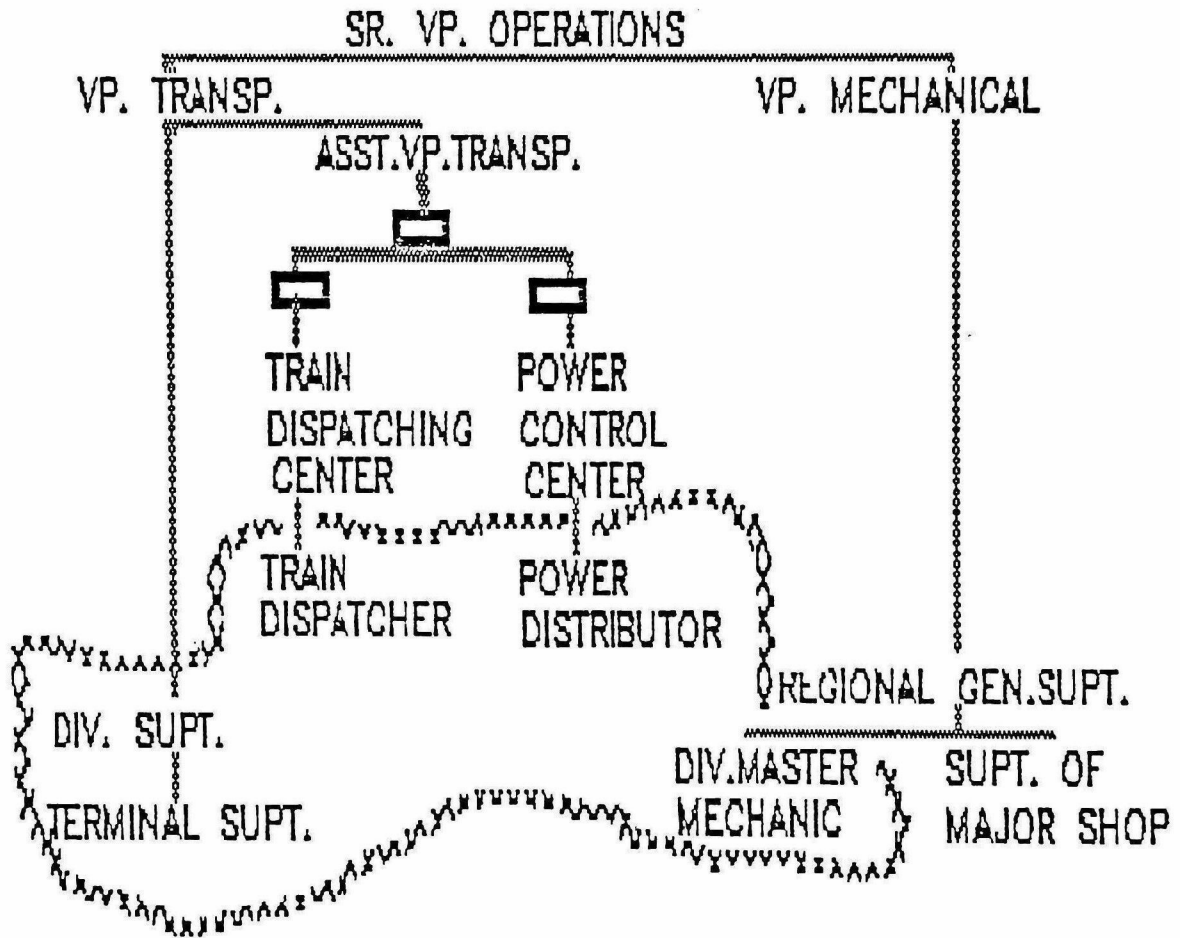 SR. VP. OPERATIONS
VP. TRANSP.
VP. MECHANICAL
ASST.VP.TRANSP.
TRAIN
DISPATCHING
CENTER
POWER
CONTROL
CENTER
TRAIN
DISPATCHER
POWER
DISTRIBUTOR
REGIONAL GEN.SUPT.
DIV. SUPT.
TERMINAL SUPT.
DIV.MASTER
MECHANIC
SUPT. OF
MAJOR SHOP